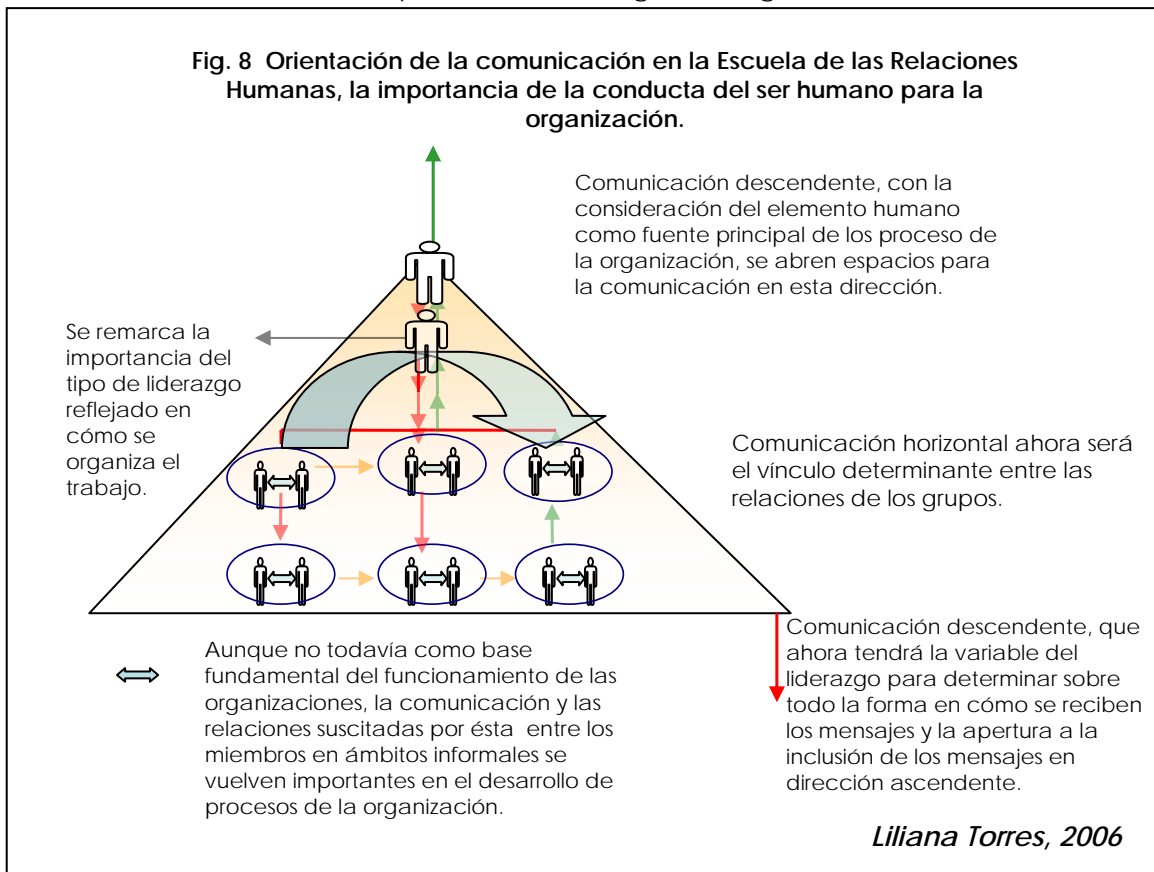 Fig. 8 Orientación de la comunicación en la Escuela de las Relaciones
Humanas, la importancia de la conducta del ser humano para la
organización.
Comunicación descendente, con la
consideración del elemento humano
como fuente principal de los proceso de
la organización, se abren espacios para
la comunicación en esta dirección.
Se remarca la
importancia del
tipo de liderazgo
reflejado en
cómo se
organiza el
trabajo.
Comunicación horizontal ahora será
el vínculo determinante entre las
relaciones de los grupos.
Aunque no todavía como base
fundamental del funcionamiento de las
organizaciones, la comunicación y las
relaciones suscitadas por ésta entre los
miembros en ámbitos informales se
vuelven importantes en el desarrollo de
procesos de la organización.
Comunicación descendente, que
ahora tendrá la variable del
liderazgo para determinar sobre
todo la forma en cómo se reciben
los mensajes y la apertura a la
inclusión de los mensajes en
dirección ascendente.
Liliana Torres, 2006